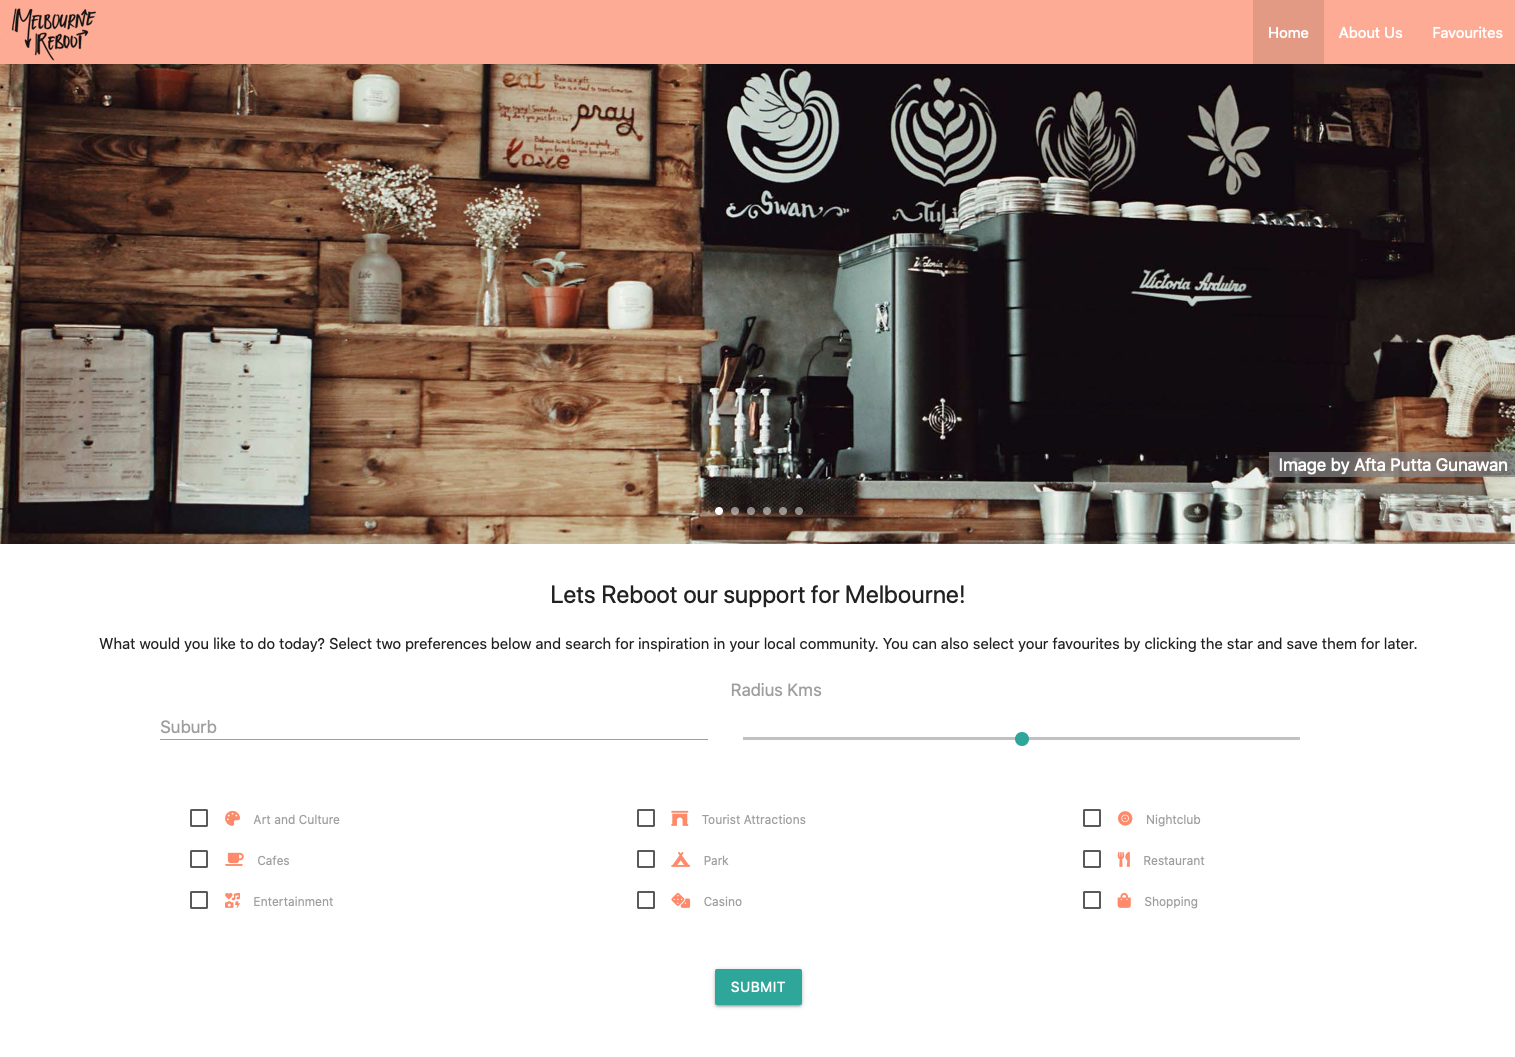 MELBOURNE
REBOOT
Home
About Us
Favourites
eat
pray
love
Swan
Life
Victoria Arduino
Victoria Arduino
Image by Afta Putta Gunawan
Lets Reboot our support for Melbourne!
What would you like to do today? Select two preferences below and search for inspiration in your local community. You can also select your favourites by clicking the star and save them for later.
Radius Kms
Suburb
Art and Culture
Tourist Attractions
Nightclub
Cafes
Park
Restaurant
Entertainment
Casino
Shopping
SUBMIT